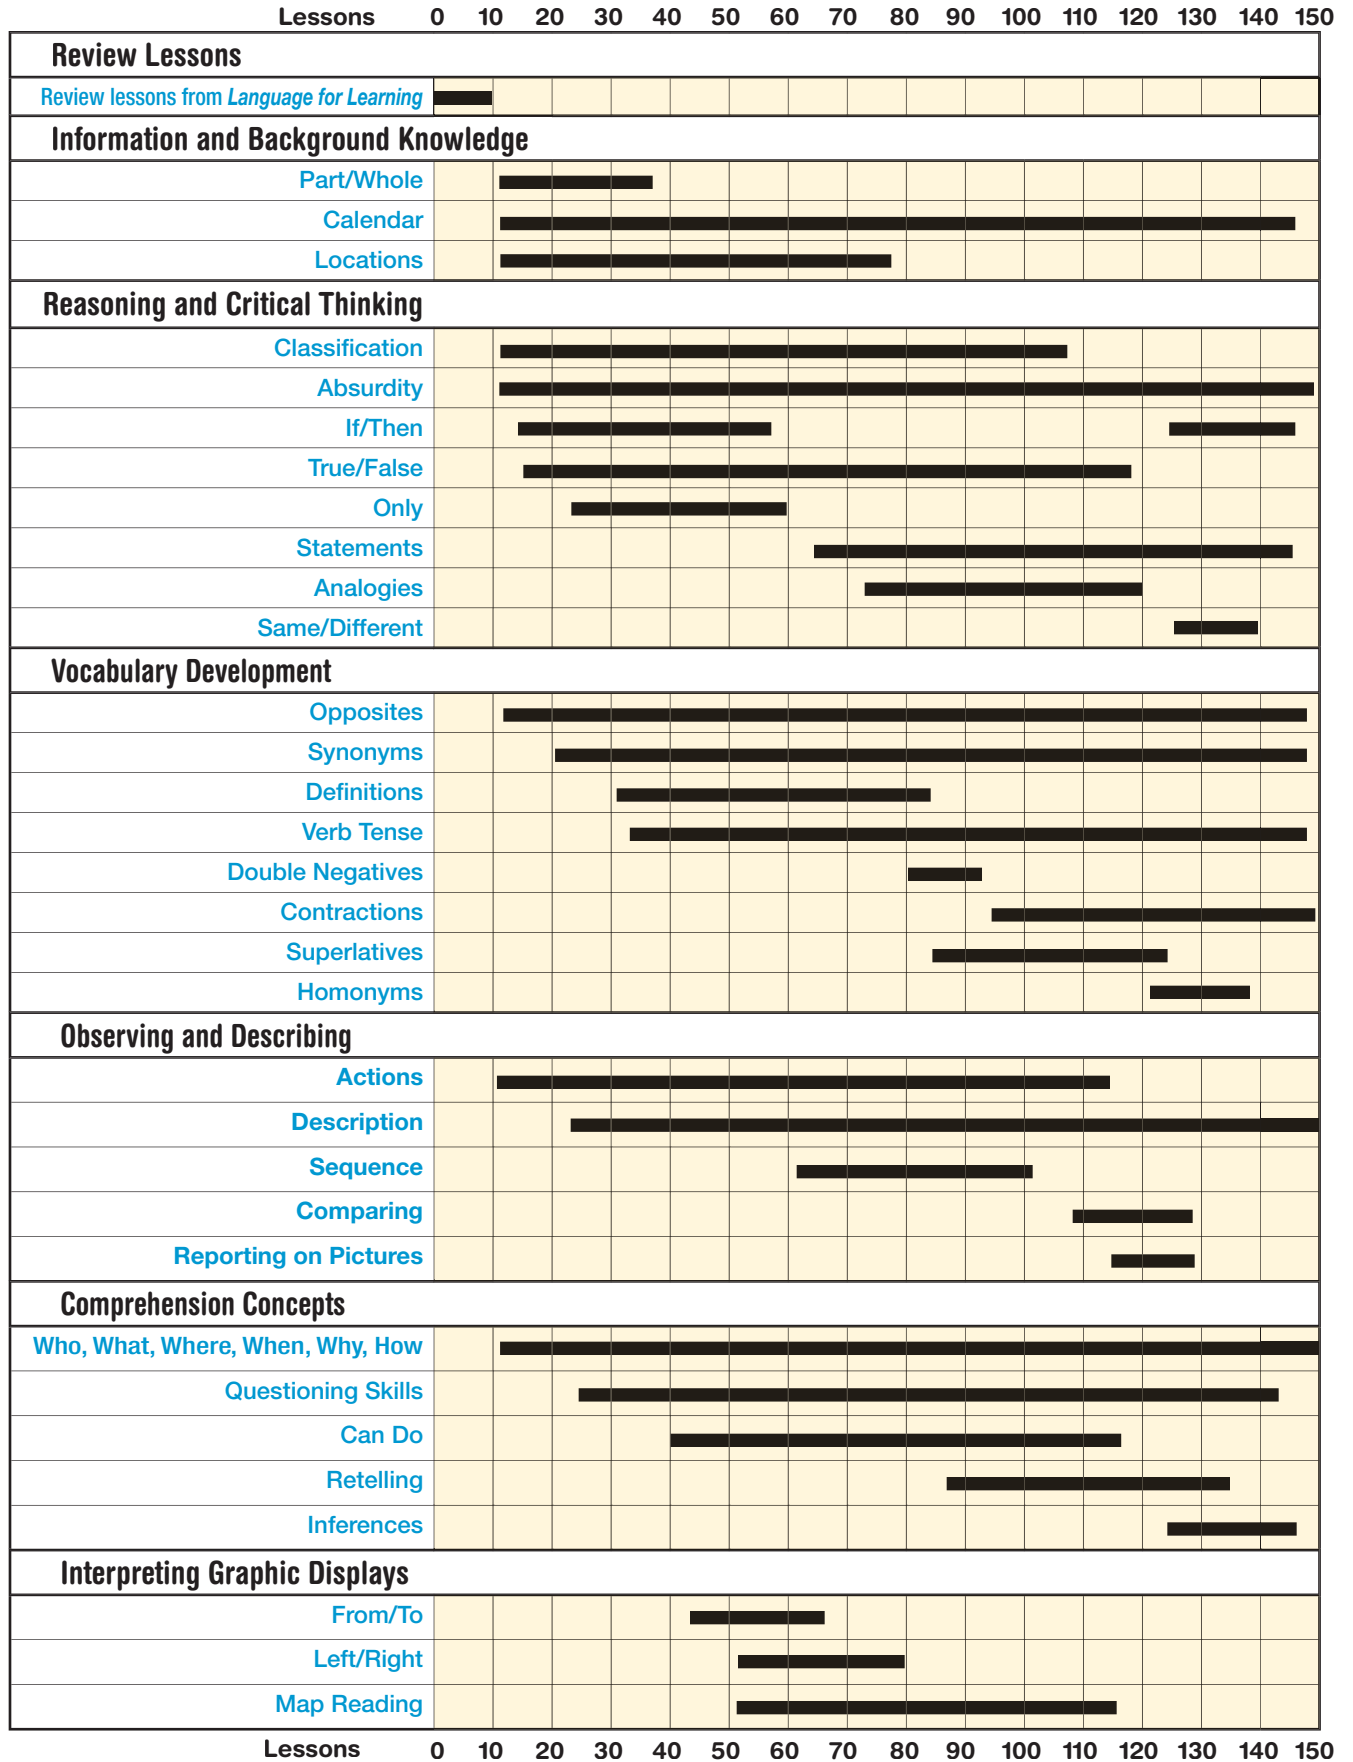 Lessons 0 10 20 30 40 50 60 70 80 90 100 110 120 130 140 150
Review Lessons
Review lessons from Language for Learning
Information and Background Knowledge
Part/Whole
Calendar
Locations
Reasoning and Critical Thinking
Classification
Absurdity
If/Then
True/False
Only
Statements
Analogies
Same/Different
Vocabulary Development
Opposites
Synonyms
Definitions
Verb Tense
Double Negatives
Contractions
Superlatives
Homonyms
Observing and Describing
Actions
Description
Sequence
Comparing
Reporting on Pictures
Comprehension Concepts
Who, What, Where, When, Why, How
Questioning Skills
Can Do
Retelling
Inferences
Interpreting Graphic Displays
From/To
Left/Right
Map Reading
Lessons 0 10 20 30 40 50 60 70 80 90 100 110 120 130 140 150